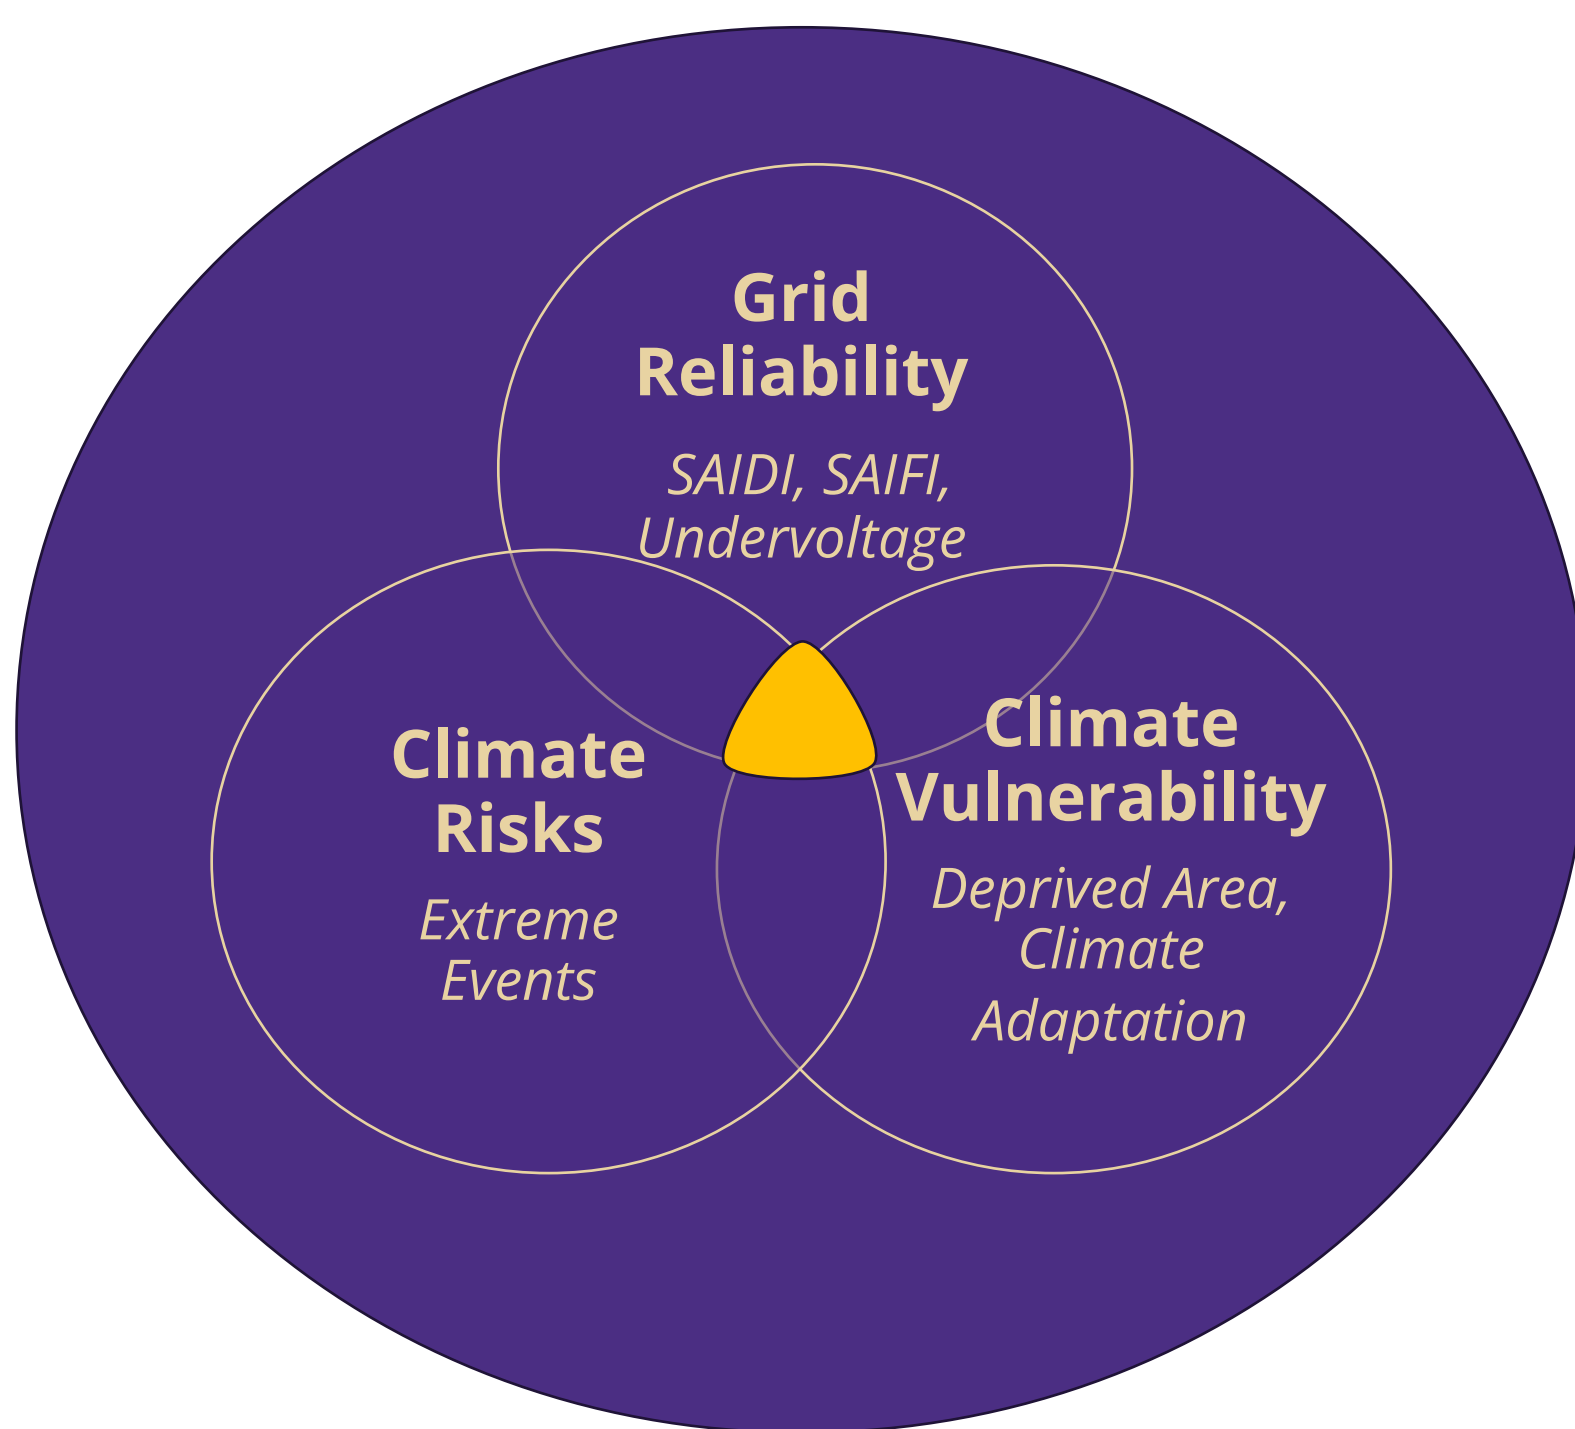 Grid
Reliability
SAIDI, SAIFI,
Undervoltage
Climate
Risks
Extreme
Events
Climate
Vulnerability
Deprived Area,
Climate
Adaptation